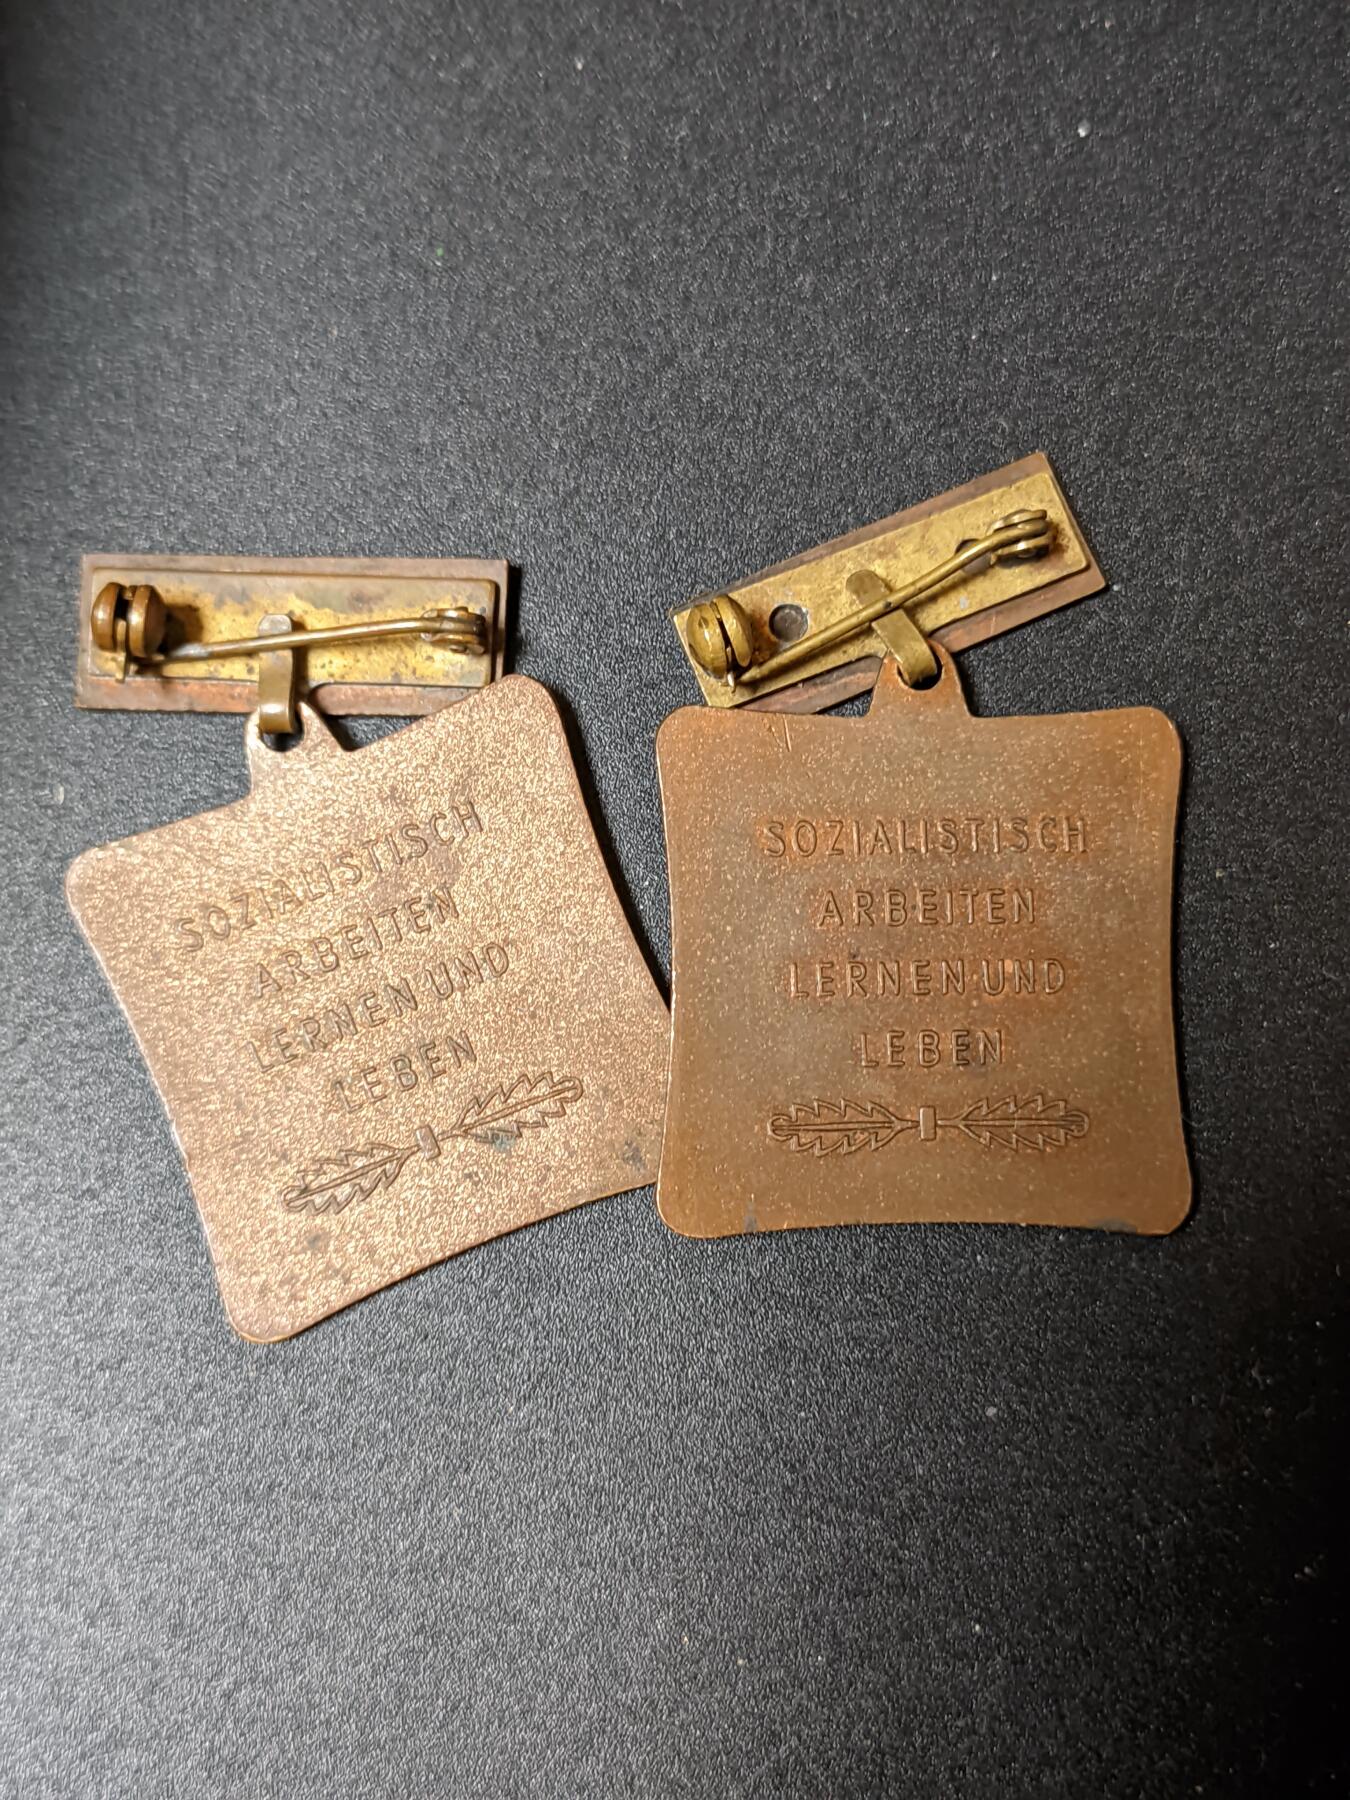 SOZIALISTISCH
ARBEITEN
LERNEN UND
LEBEN
SOZIALISTISCH
ARBEITEN
LERNEN UND
LEBEN